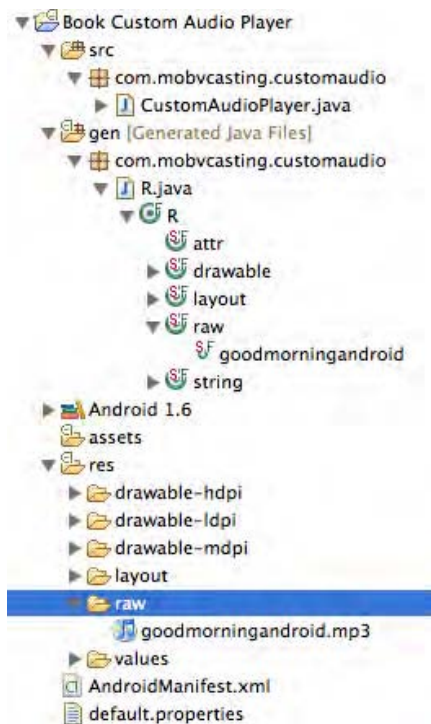 Book Custom Audio Player
src
com.mobvcasting.customaudio
CustomAudioPlayer.java
gen [Generated Java Files]
com.mobvcasting.customaudio
R.java
R
attr
drawable
layout
raw
goodmorningandroid
string
Android 1.6
assets
res
drawable-hdpi
drawable-ldpi
drawable-mdpi
layout
raw
goodmorningandroid.mp3
values
AndroidManifest.xml
default.properties